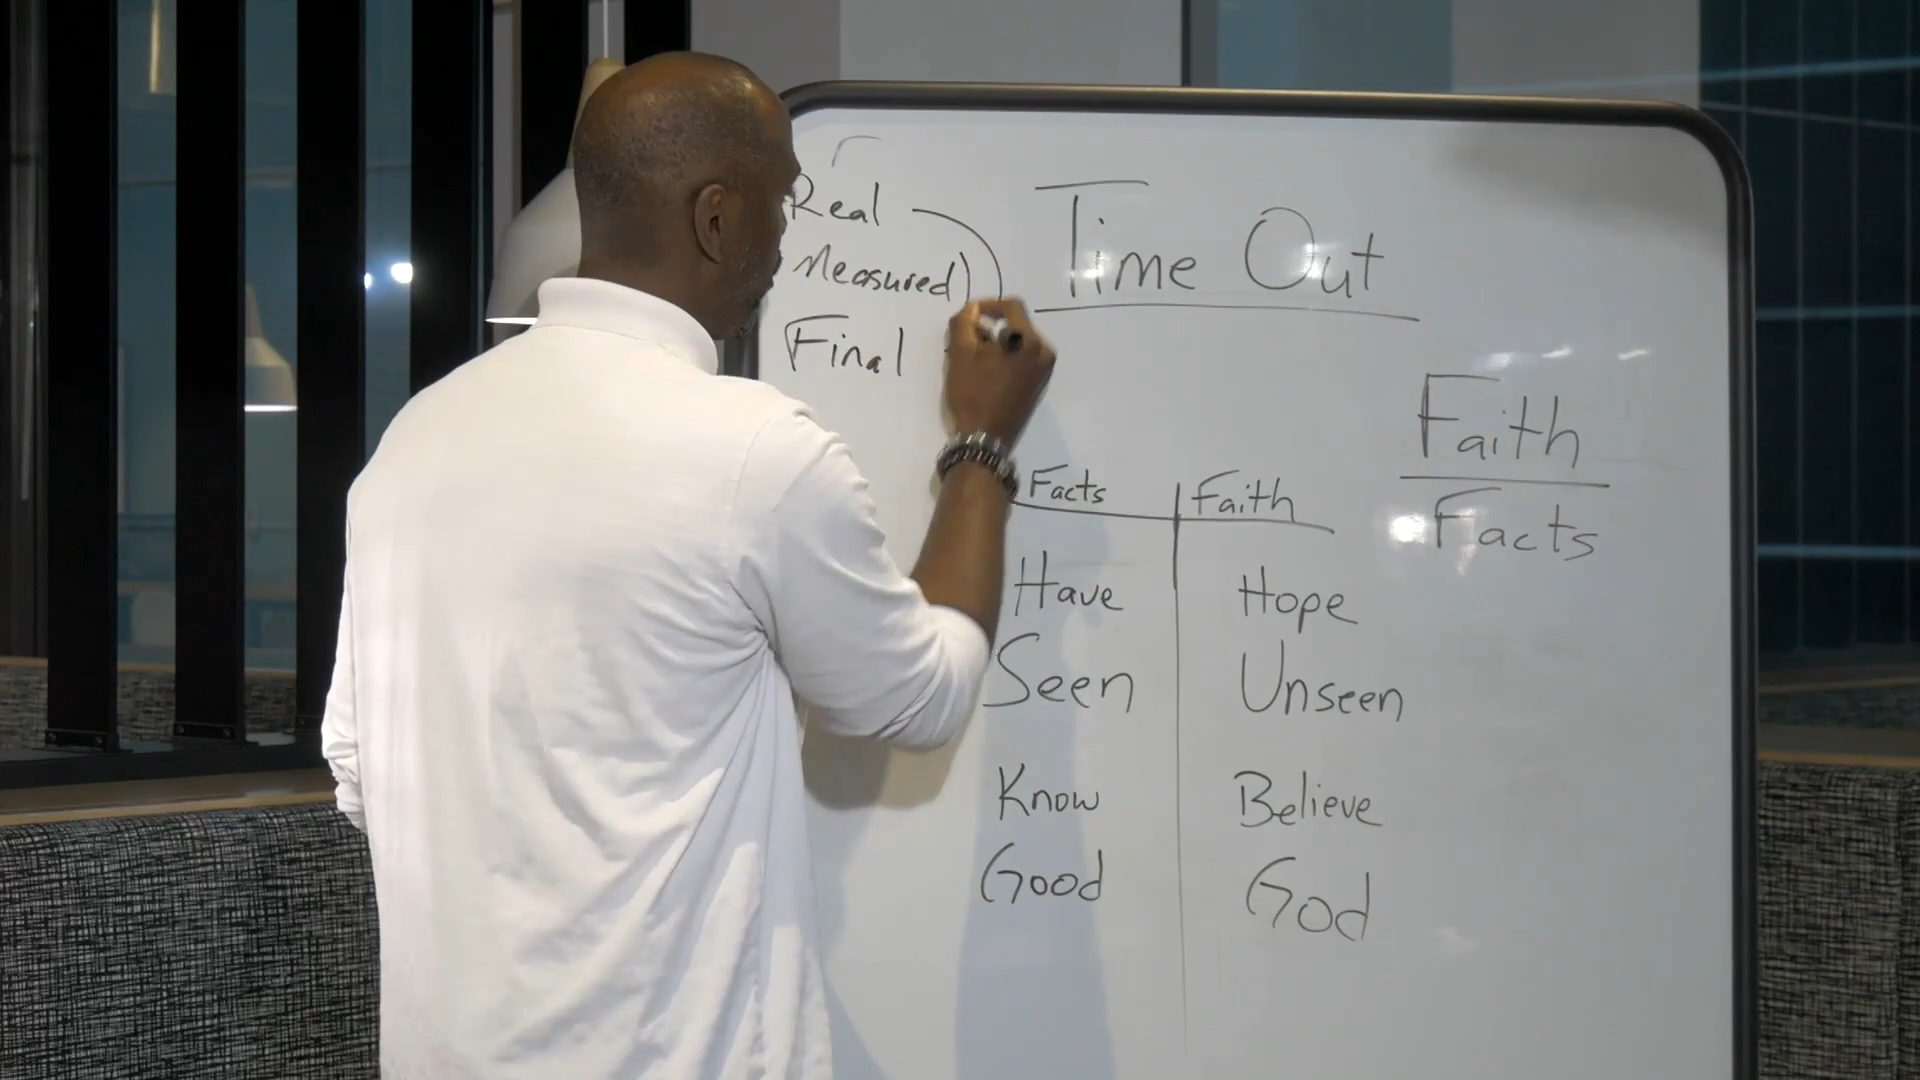 Real
Measured
Final
Time Out
Faith
Facts
Facts Faith
Have Hope
Seen Unseen
Know Believe
Good God